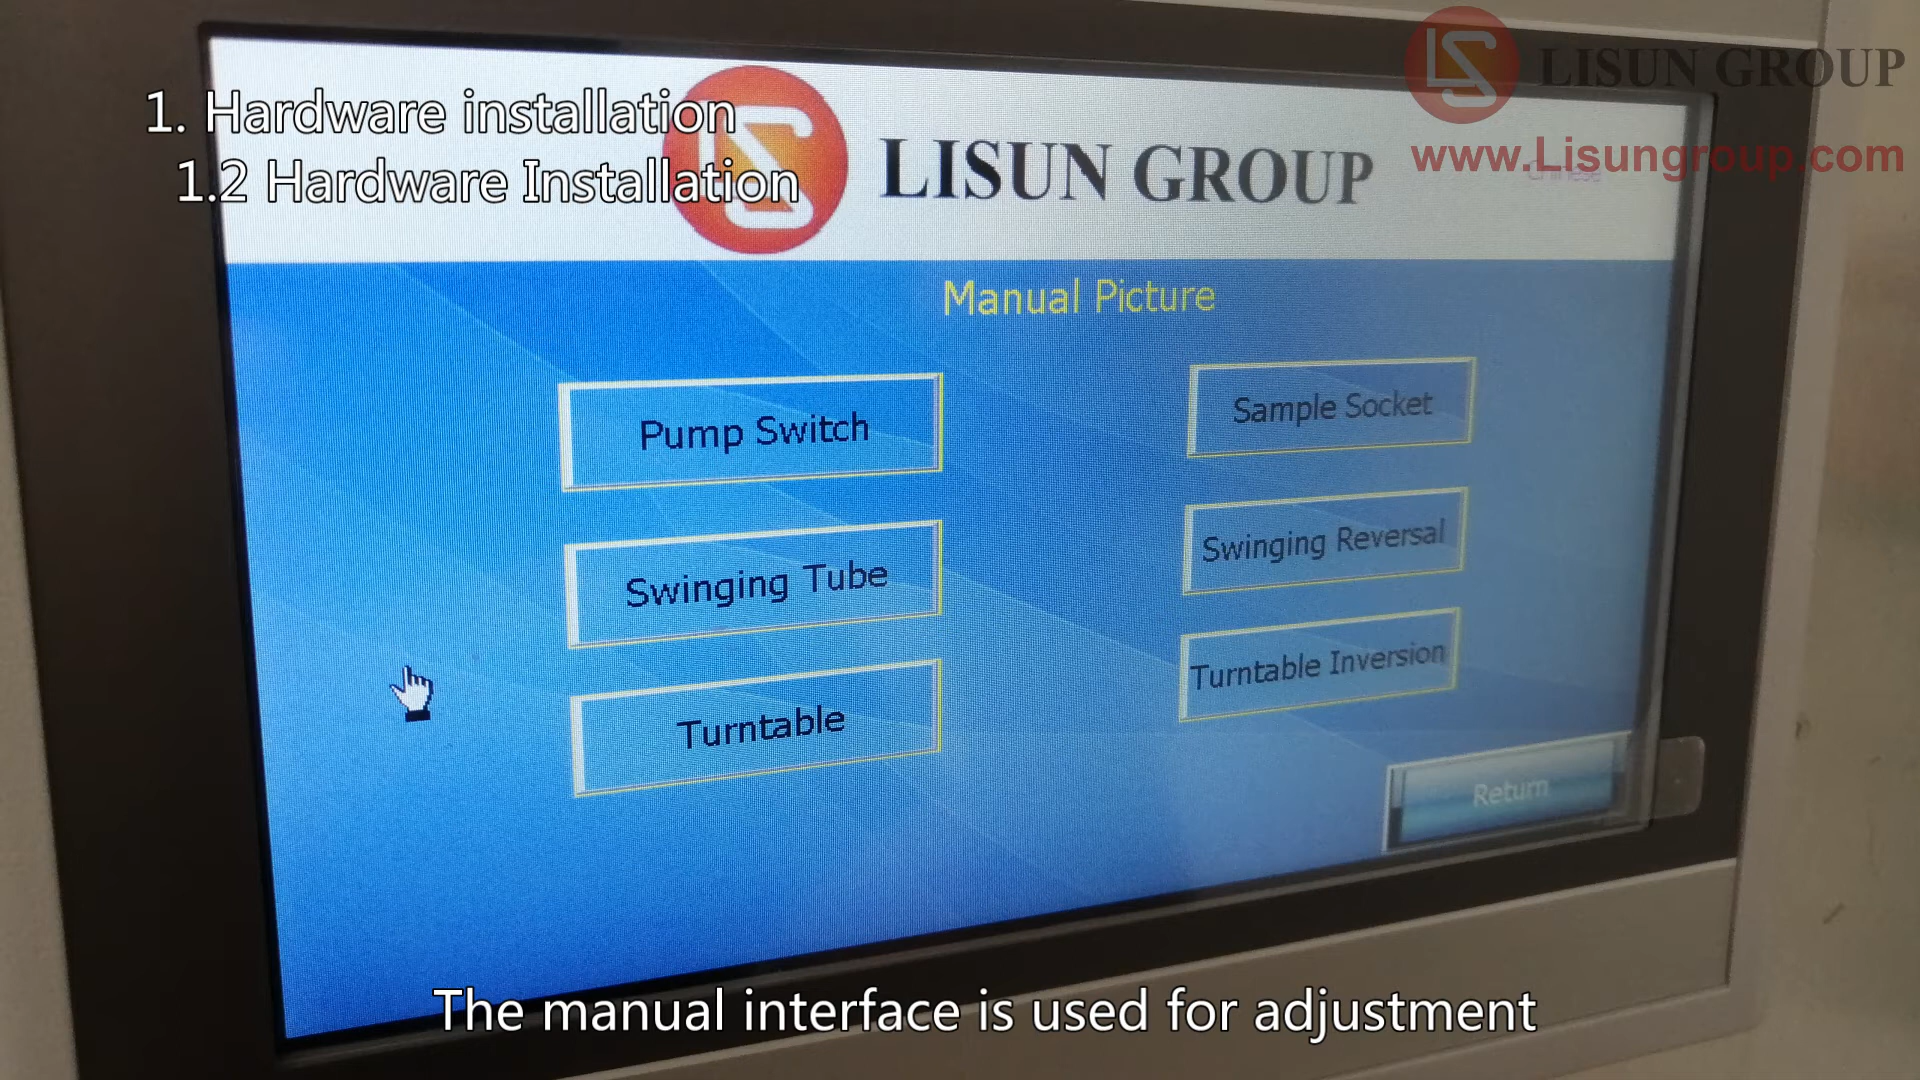 LISUN GROUP
www.Lisungroup.com
1. Hardware installation
1.2 Hardware Installation
LISUN GROUP
Chinese
Manual Picture
Pump Switch
Sample Socket
Swinging Tube
Swinging Reversal
Turntable
Turntable Inversion
Return
The manual interface is used for adjustment